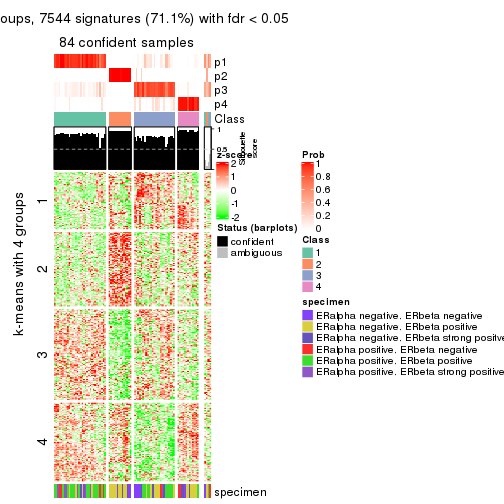 oups, 7544 signatures (71.1%) with fdr < 0.05
84 confident samples
p1
p2
p3
p4
Class
1
0.5
0
Silhouette
score
z-score
2
1
0
-1
-2
Status (barplots)
confident
ambiguous
Prob
1
0.8
0.6
0.4
0.2
0
Class
1
2
3
4
specimen
ERalpha negative. ERbeta negative
ERalpha negative. ERbeta positive
ERalpha negative. ERbeta strong positive
ERalpha positive. ERbeta negative
ERalpha positive. ERbeta positive
ERalpha positive. ERbeta strong positive
k-means with 4 groups
1
2
3
4
specimen